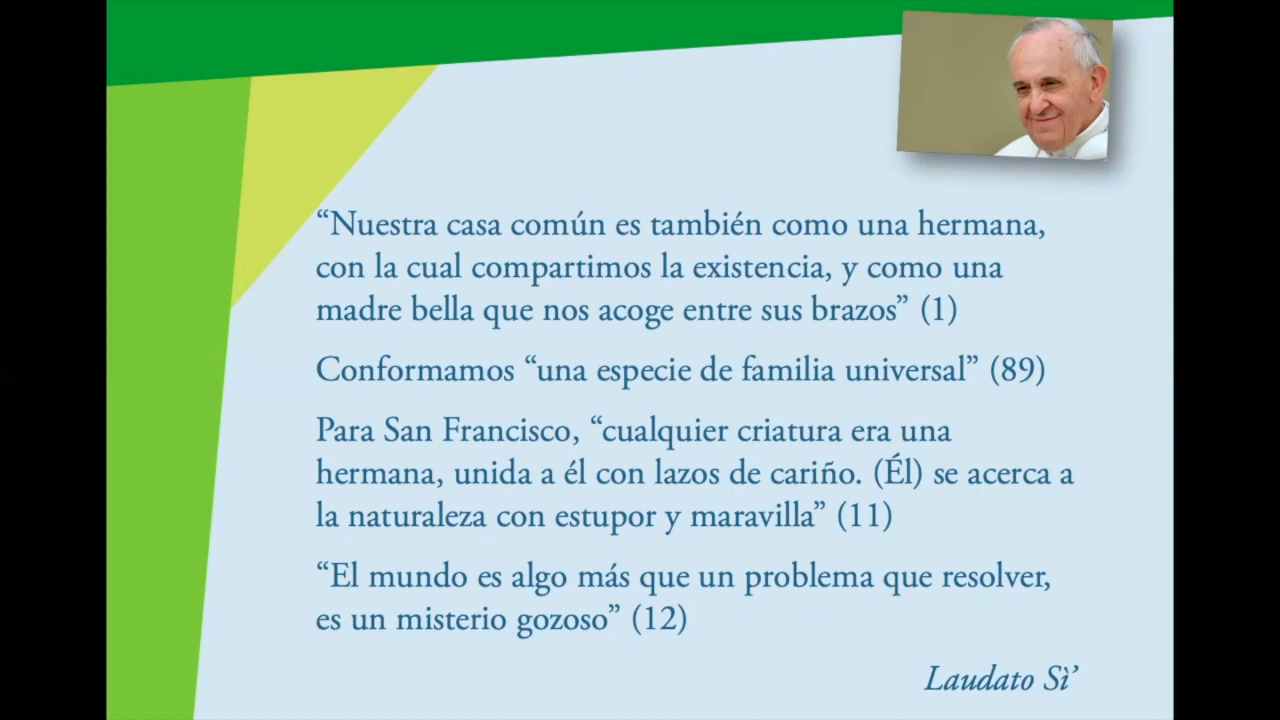 “Nuestra casa común es también como una hermana,
con la cual compartimos la existencia, y como una
madre bella que nos acoge entre sus brazos” (1)
Conformamos “una especie de familia universal” (89)
Para San Francisco, “cualquier criatura era una
hermana, unida a él con lazos de cariño. (Él) se acerca a
la naturaleza con estupor y maravilla” (11)
“El mundo es algo más que un problema que resolver,
es un misterio gozoso” (12)
Laudato Sì’